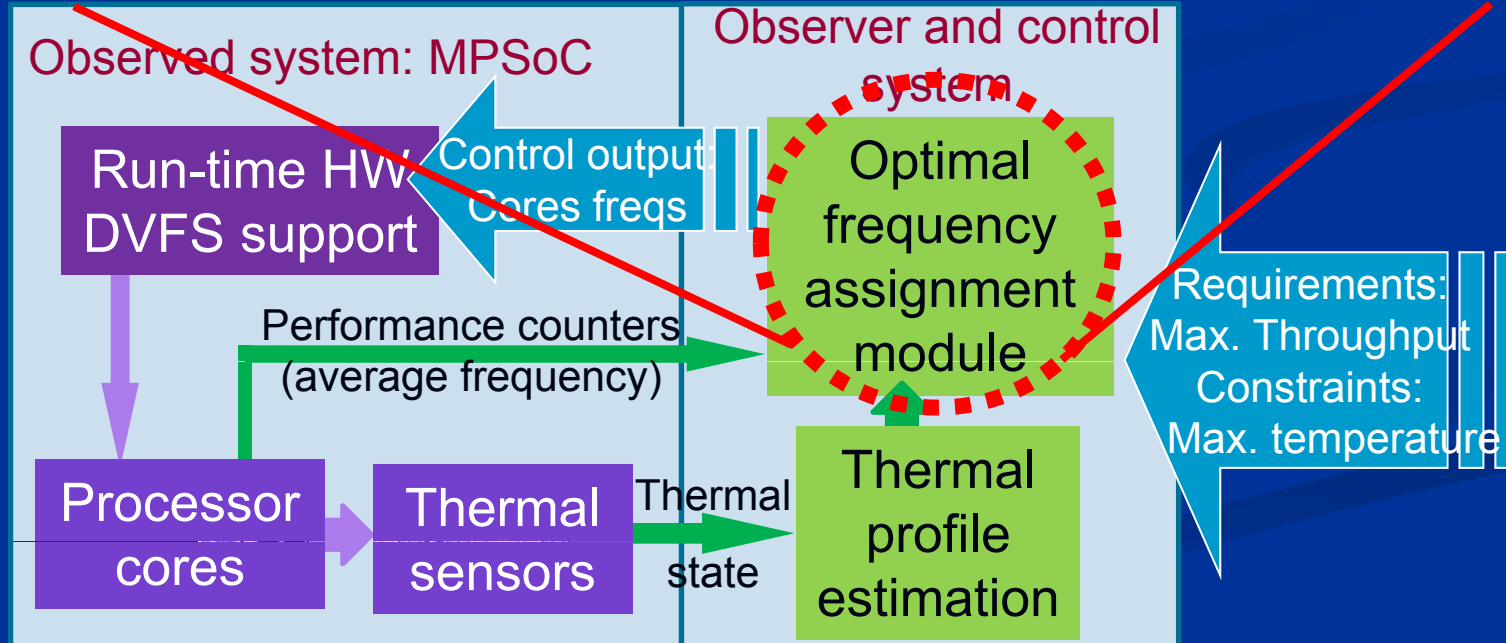 Observed system: MPSoC
Observer and control
system
Run-time HW
DVFS support
Control output:
Cores freqs
Optimal
frequency
assignment
module
Requirements:
Max. Throughput
Constraints:
Max. temperature
Performance counters
(average frequency)
Processor
cores
Thermal
sensors
Thermal
state
Thermal
profile
estimation